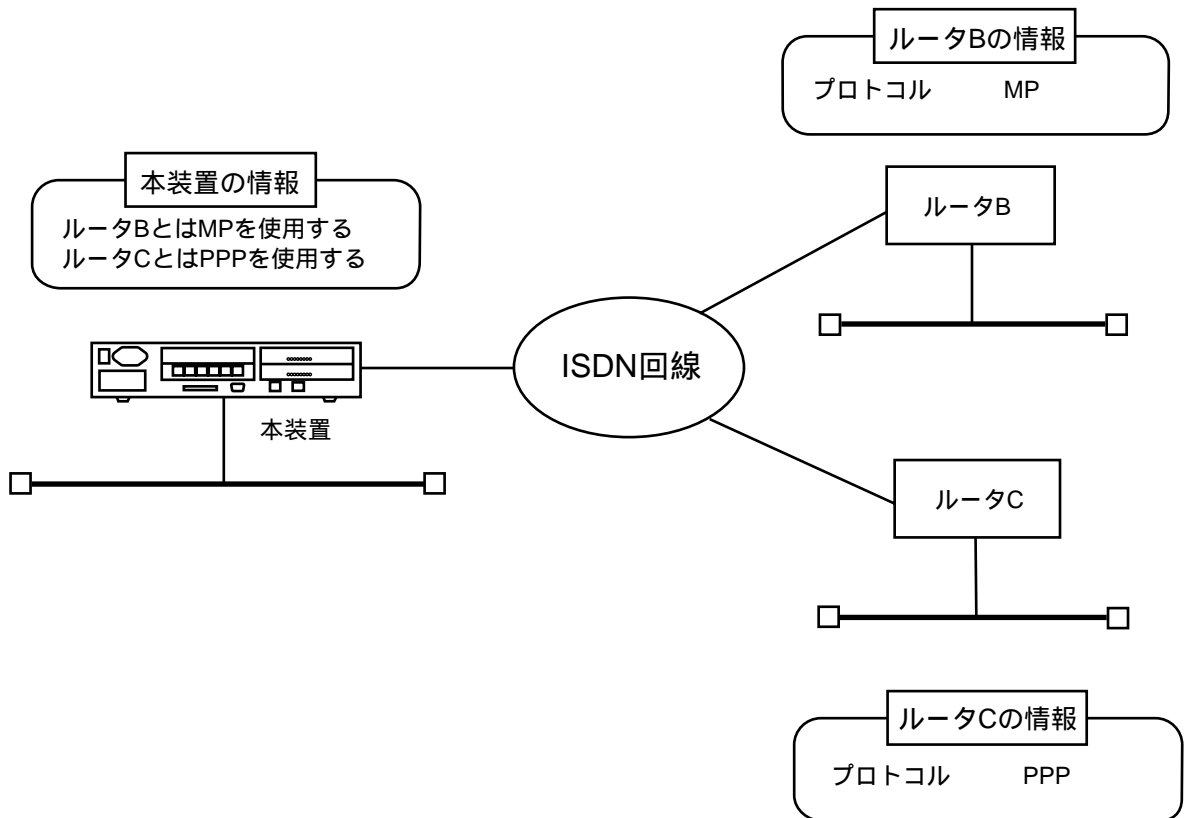 ルータBの情報
プロトコル MP
本装置の情報
ルータBとはMPを使用する
ルータCとはPPPを使用する
ルータB
ISDN回線
本装置
ルータC
ルータCの情報
プロトコル PPP